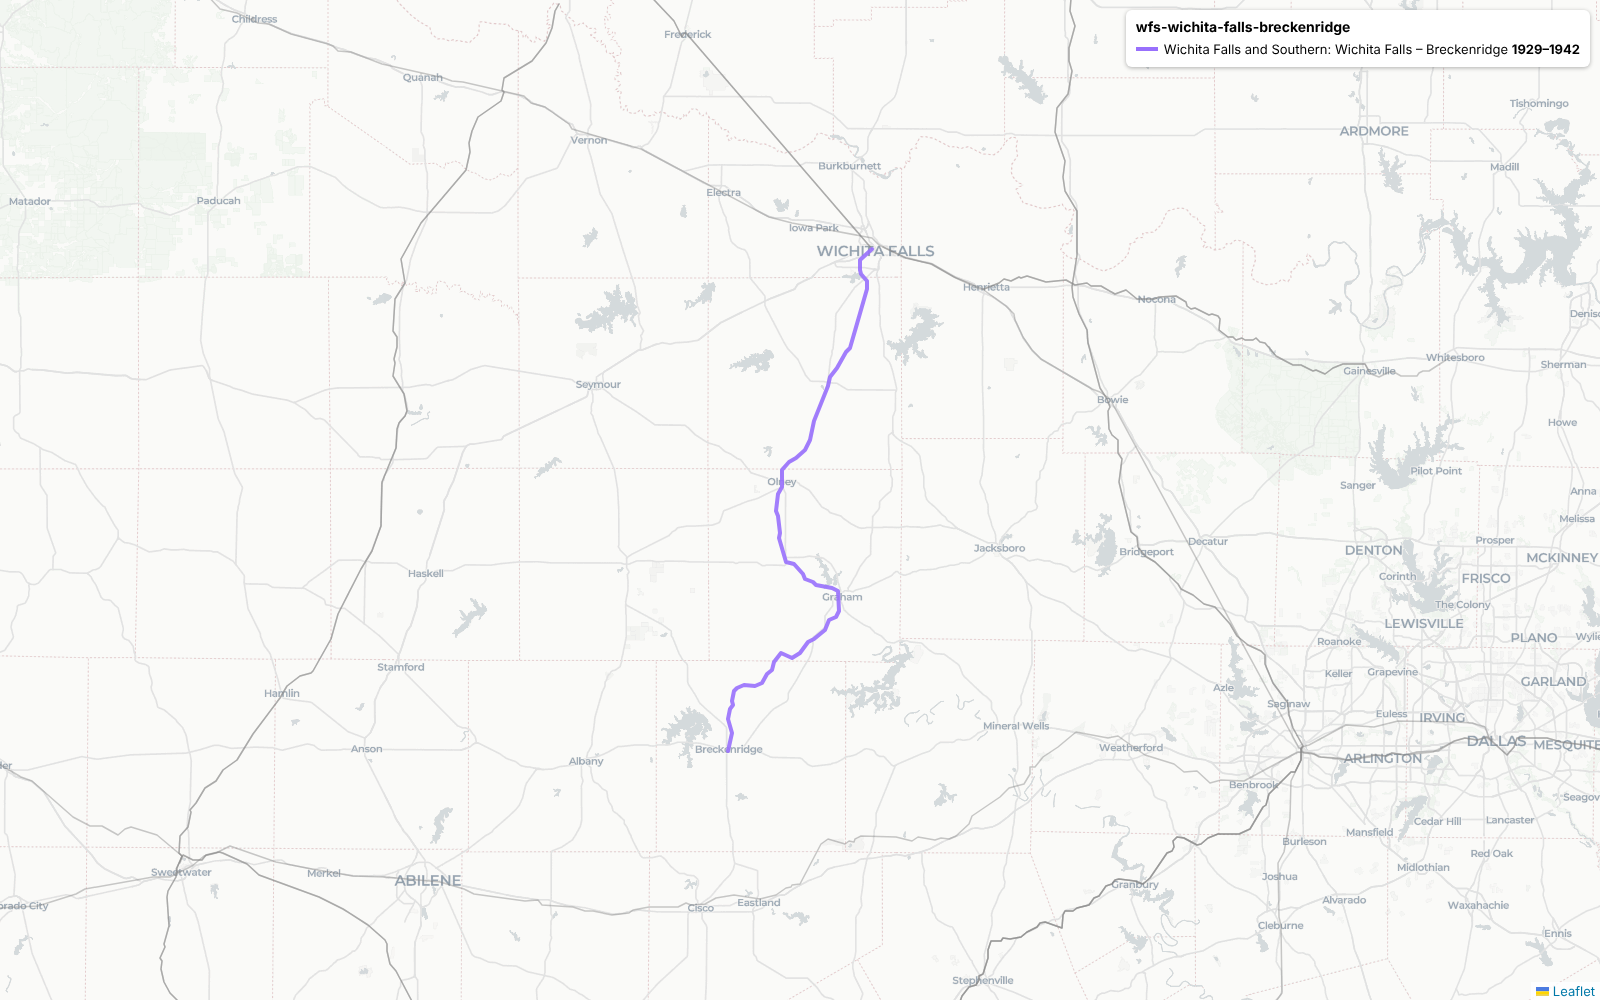 wfs-wichita-falls-breckenridge
Wichita Falls and Southern: Wichita Falls – Breckenridge 1929–1942
Childress
Frederick
Quanah
Tishomingo
ARDMORE
Vernon
Burkburnett
Madill
Electra
Matador
Paducah
Iowa Park
WICHITA FALLS
Henrietta
Nocona
Denisc
Whitesboro
Sherman
Gainesville
Seymour
Bowie
Howe
Pilot Point
Olney
Sanger
Anna
Melissa
Prosper
Decatur
Jacksboro
Bridgeport
DENTON
MCKINNEY
Haskell
Corinth
FRISCO
Graham
The Colony
LEWISVILLE
Roanoke
PLANO
Wylie
Stamford
Keller
Grapevine
GARLAND
Azle
Hamlin
Saginaw
Euless
IRVING
Mineral Wells
DALLAS
MESQUITE
Anson
Breckenridge
Weatherford
Albany
ARLINGTON
der
Benbrook
Seagov
Cedar Hill
Lancaster
Mansfield
Burleson
Red Oak
Midlothian
Sweetwater
Merkel
ABILENE
Joshua
Granbury
Alvarado
Waxahachie
orado City
Cisco
Eastland
Cleburne
Ennis
Stephenville
Leaflet